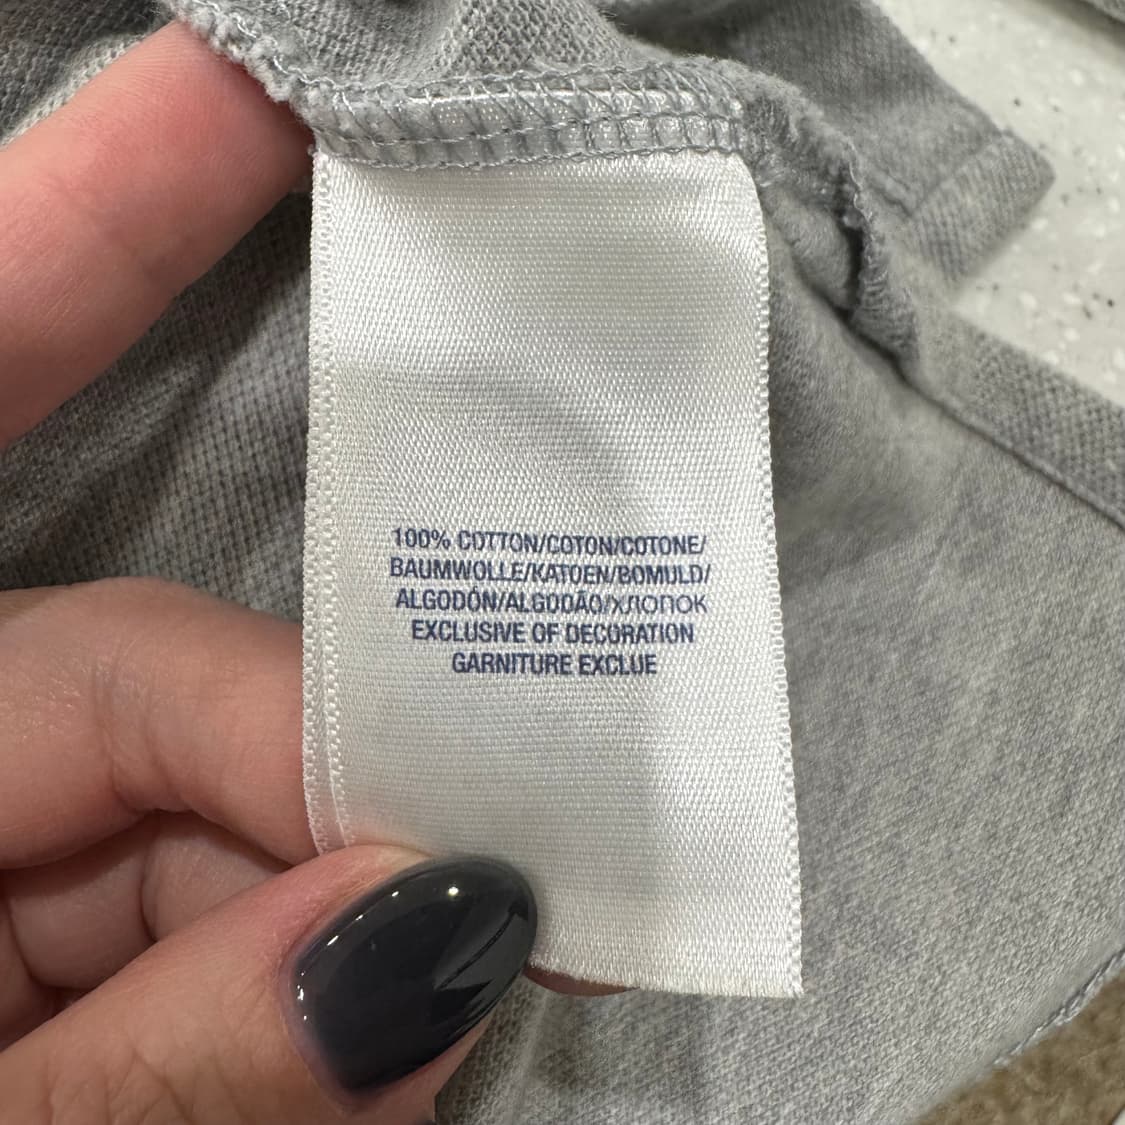 100% COTTON/COTON/COTONE/
BAUMWOLLE/KATOEN/BOMULD/
ALGODÓN/ALGODÃO/хлопок
EXCLUSIVE OF DECORATION
GARNITURE EXCLUE